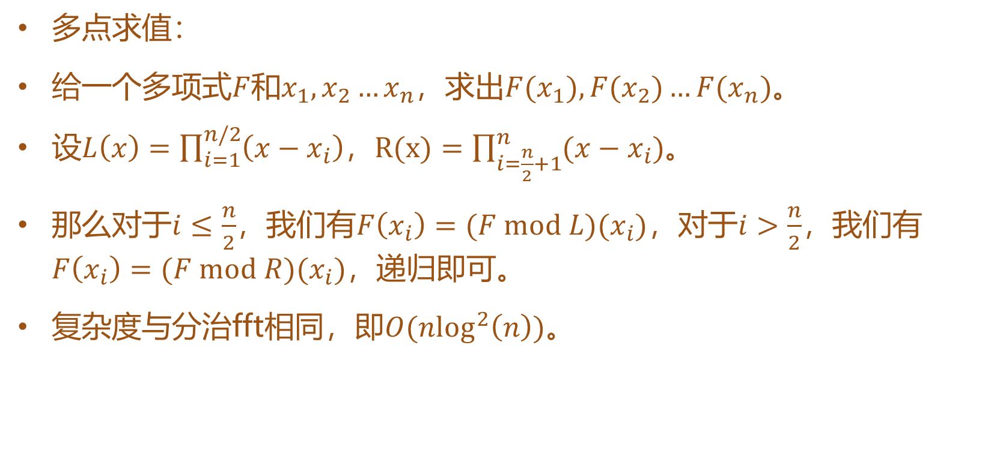 • 多点求值：
• 给一个多项式$F$和$x_1, x_2 \ldots x_n$，求出$F(x_1), F(x_2) \ldots F(x_n)$。
• 设$L(x) = \prod_{i=1}^{n/2}(x - x_i)$，$\mathrm{R(x)} = \prod_{i=\frac{n}{2}+1}^{n}(x - x_i)$。
• 那么对于$i \leq \frac{n}{2}$，我们有$F(x_i) = (F \bmod L)(x_i)$，对于$i > \frac{n}{2}$，我们有
$F(x_i) = (F \bmod R)(x_i)$，递归即可。
• 复杂度与分治fft相同，即$O(n\log^2(n))$。